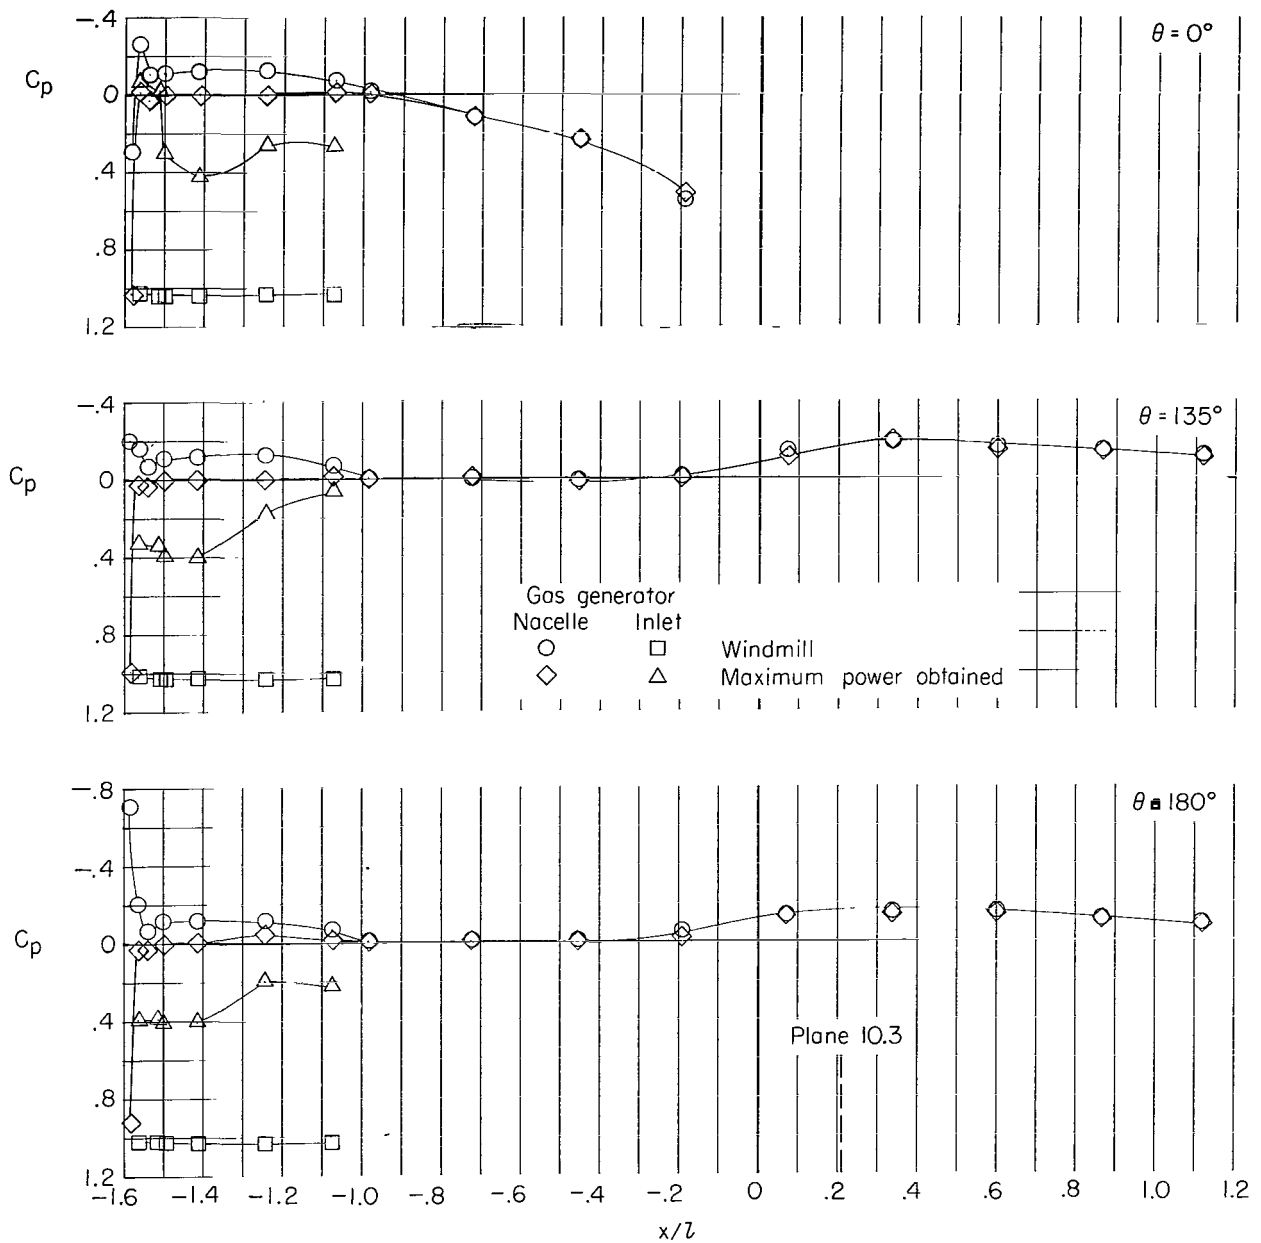 -.4
θ = 0°
Cp
0
.4
.8
1.2
-.4
θ = 135°
Cp
0
.4
.8
1.2
Gas generator
Nacelle Inlet
Windmill
Maximum power obtained
-.8
θ = 180°
-.4
Cp
0
.4
Plane 10.3
.8
1.2
-1.6 -1.4 -1.2 -1.0 -.8 -.6 -.4 -.2 0 .2 .4 .6 .8 1.0 1.2
x/l